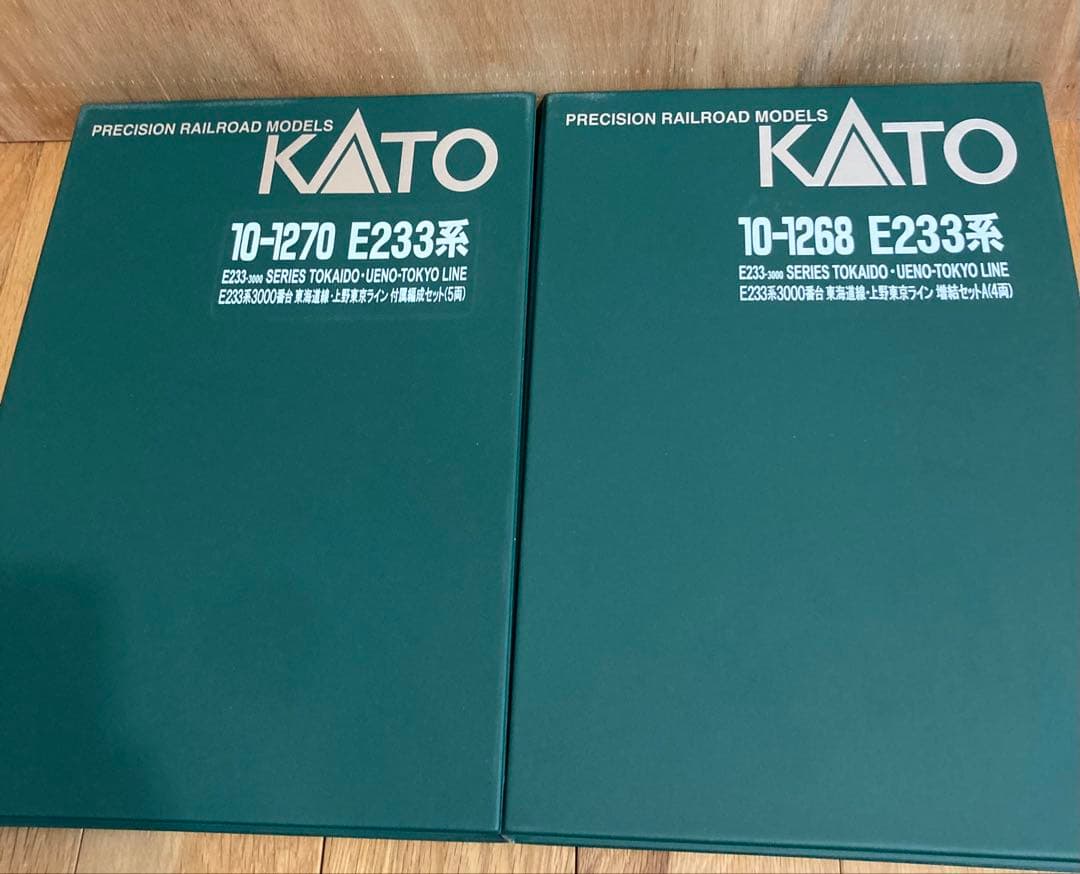 PRECISION RAILROAD MODELS
KATO
10-1270 E233系
E233-3000 SERIES TOKAIDO・UENO-TOKYO LINE
E233系3000番台 東海道線・上野東京ライン 付属編成セット(5両)
PRECISION RAILROAD MODELS
KATO
10-1268 E233系
E233-3000 SERIES TOKAIDO・UENO-TOKYO LINE
E233系3000番台 東海道線・上野東京ライン 増結セットA(4両)